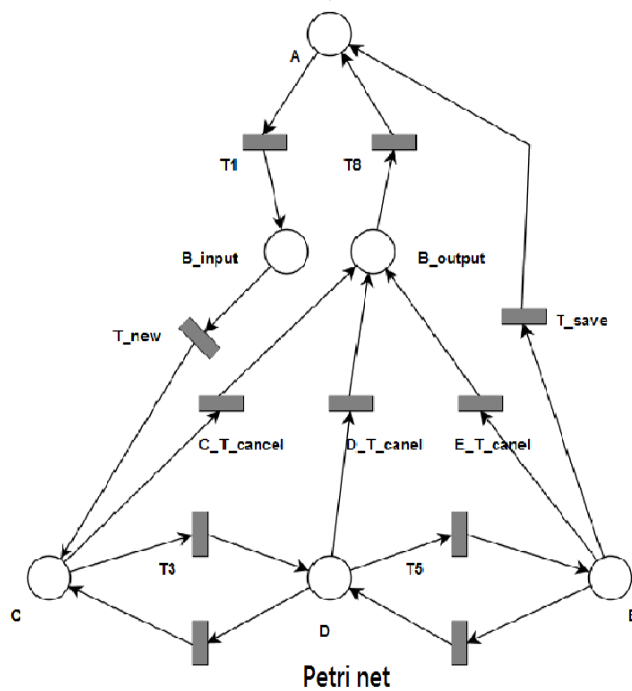 A
T1
T8
B_input
B_output
T_new
T_save
C_T_cancel
D_T_canel
E_T_canel
T3
T5
C
D
E
Petri net